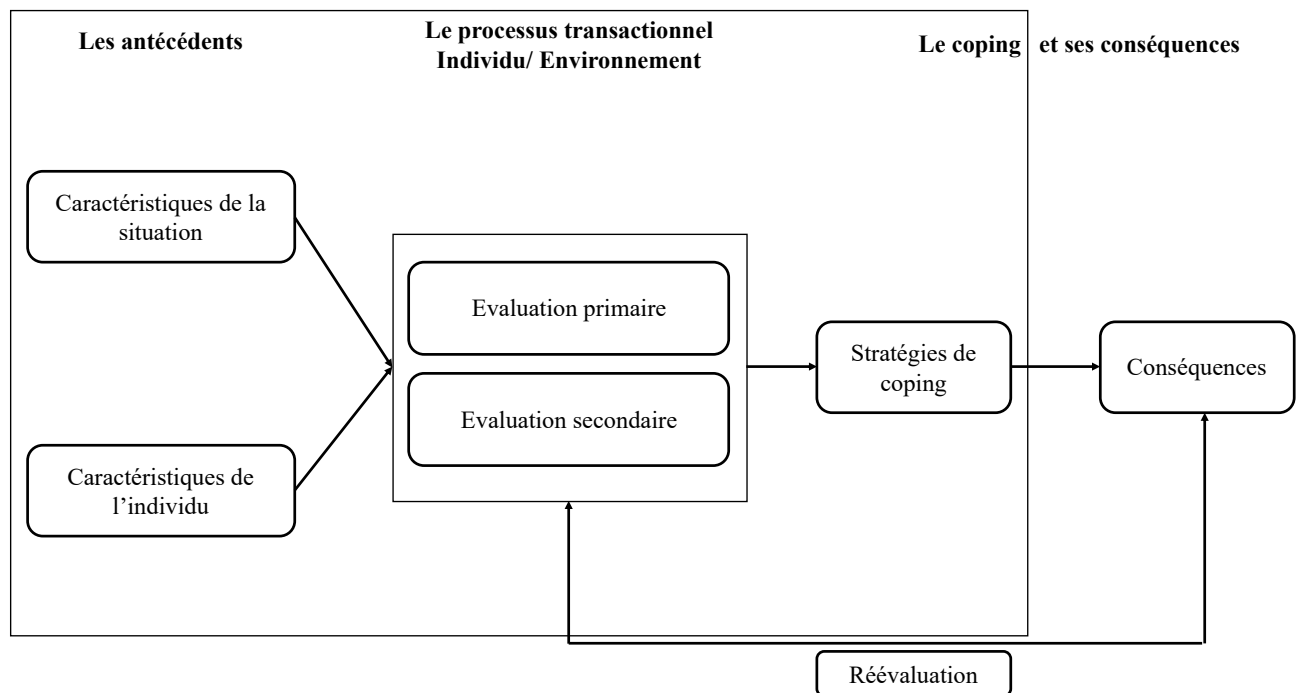 Les antécédents
Le processus transactionnel
Individu/ Environnement
Le coping et ses conséquences
Caractéristiques de la
situation
Evaluation primaire
Evaluation secondaire
Stratégies de
coping
Conséquences
Caractéristiques de
l’individu
Réévaluation